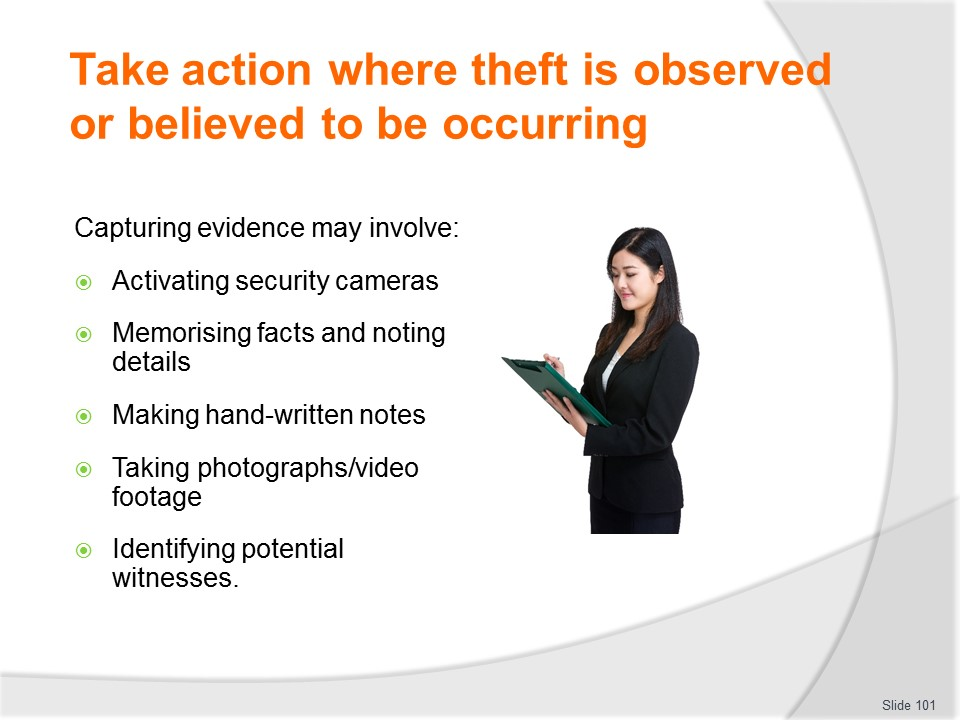 Take action where theft is observed
or believed to be occurring
Capturing evidence may involve:
Activating security cameras
Memorising facts and noting
details
Making hand-written notes
Taking photographs/video
footage
Identifying potential
witnesses.
Slide 101